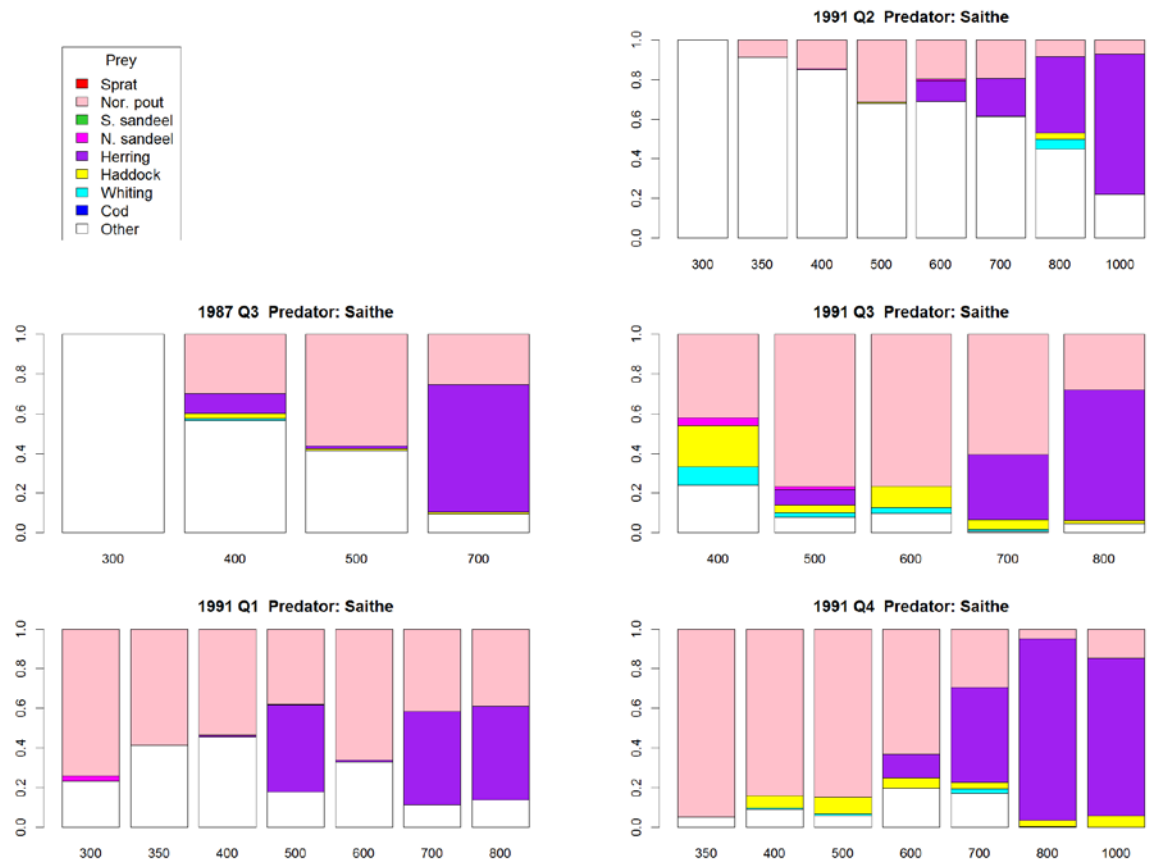 Prey
Sprat
Nor. pout
S. sandeel
N. sandeel
Herring
Haddock
Whiting
Cod
Other
1991 Q2 Predator: Saithe
1.0
0.8
0.6
0.4
0.2
0.0
300 350 400 500 600 700 800 1000
1987 Q3 Predator: Saithe
1.0
0.8
0.6
0.4
0.2
0.0
300 400 500 700
1991 Q3 Predator: Saithe
1.0
0.8
0.6
0.4
0.2
0.0
400 500 600 700 800
1991 Q1 Predator: Saithe
1.0
0.8
0.6
0.4
0.2
0.0
300 350 400 500 600 700 800
1991 Q4 Predator: Saithe
1.0
0.8
0.6
0.4
0.2
0.0
350 400 500 600 700 800 1000